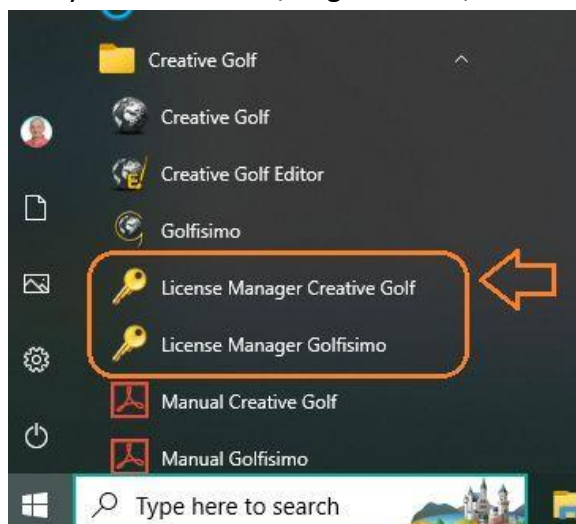 Creative Golf
Creative Golf
Creative Golf Editor
Golfisimo
License Manager Creative Golf
License Manager Golfisimo
Manual Creative Golf
Manual Golfisimo
Type here to search